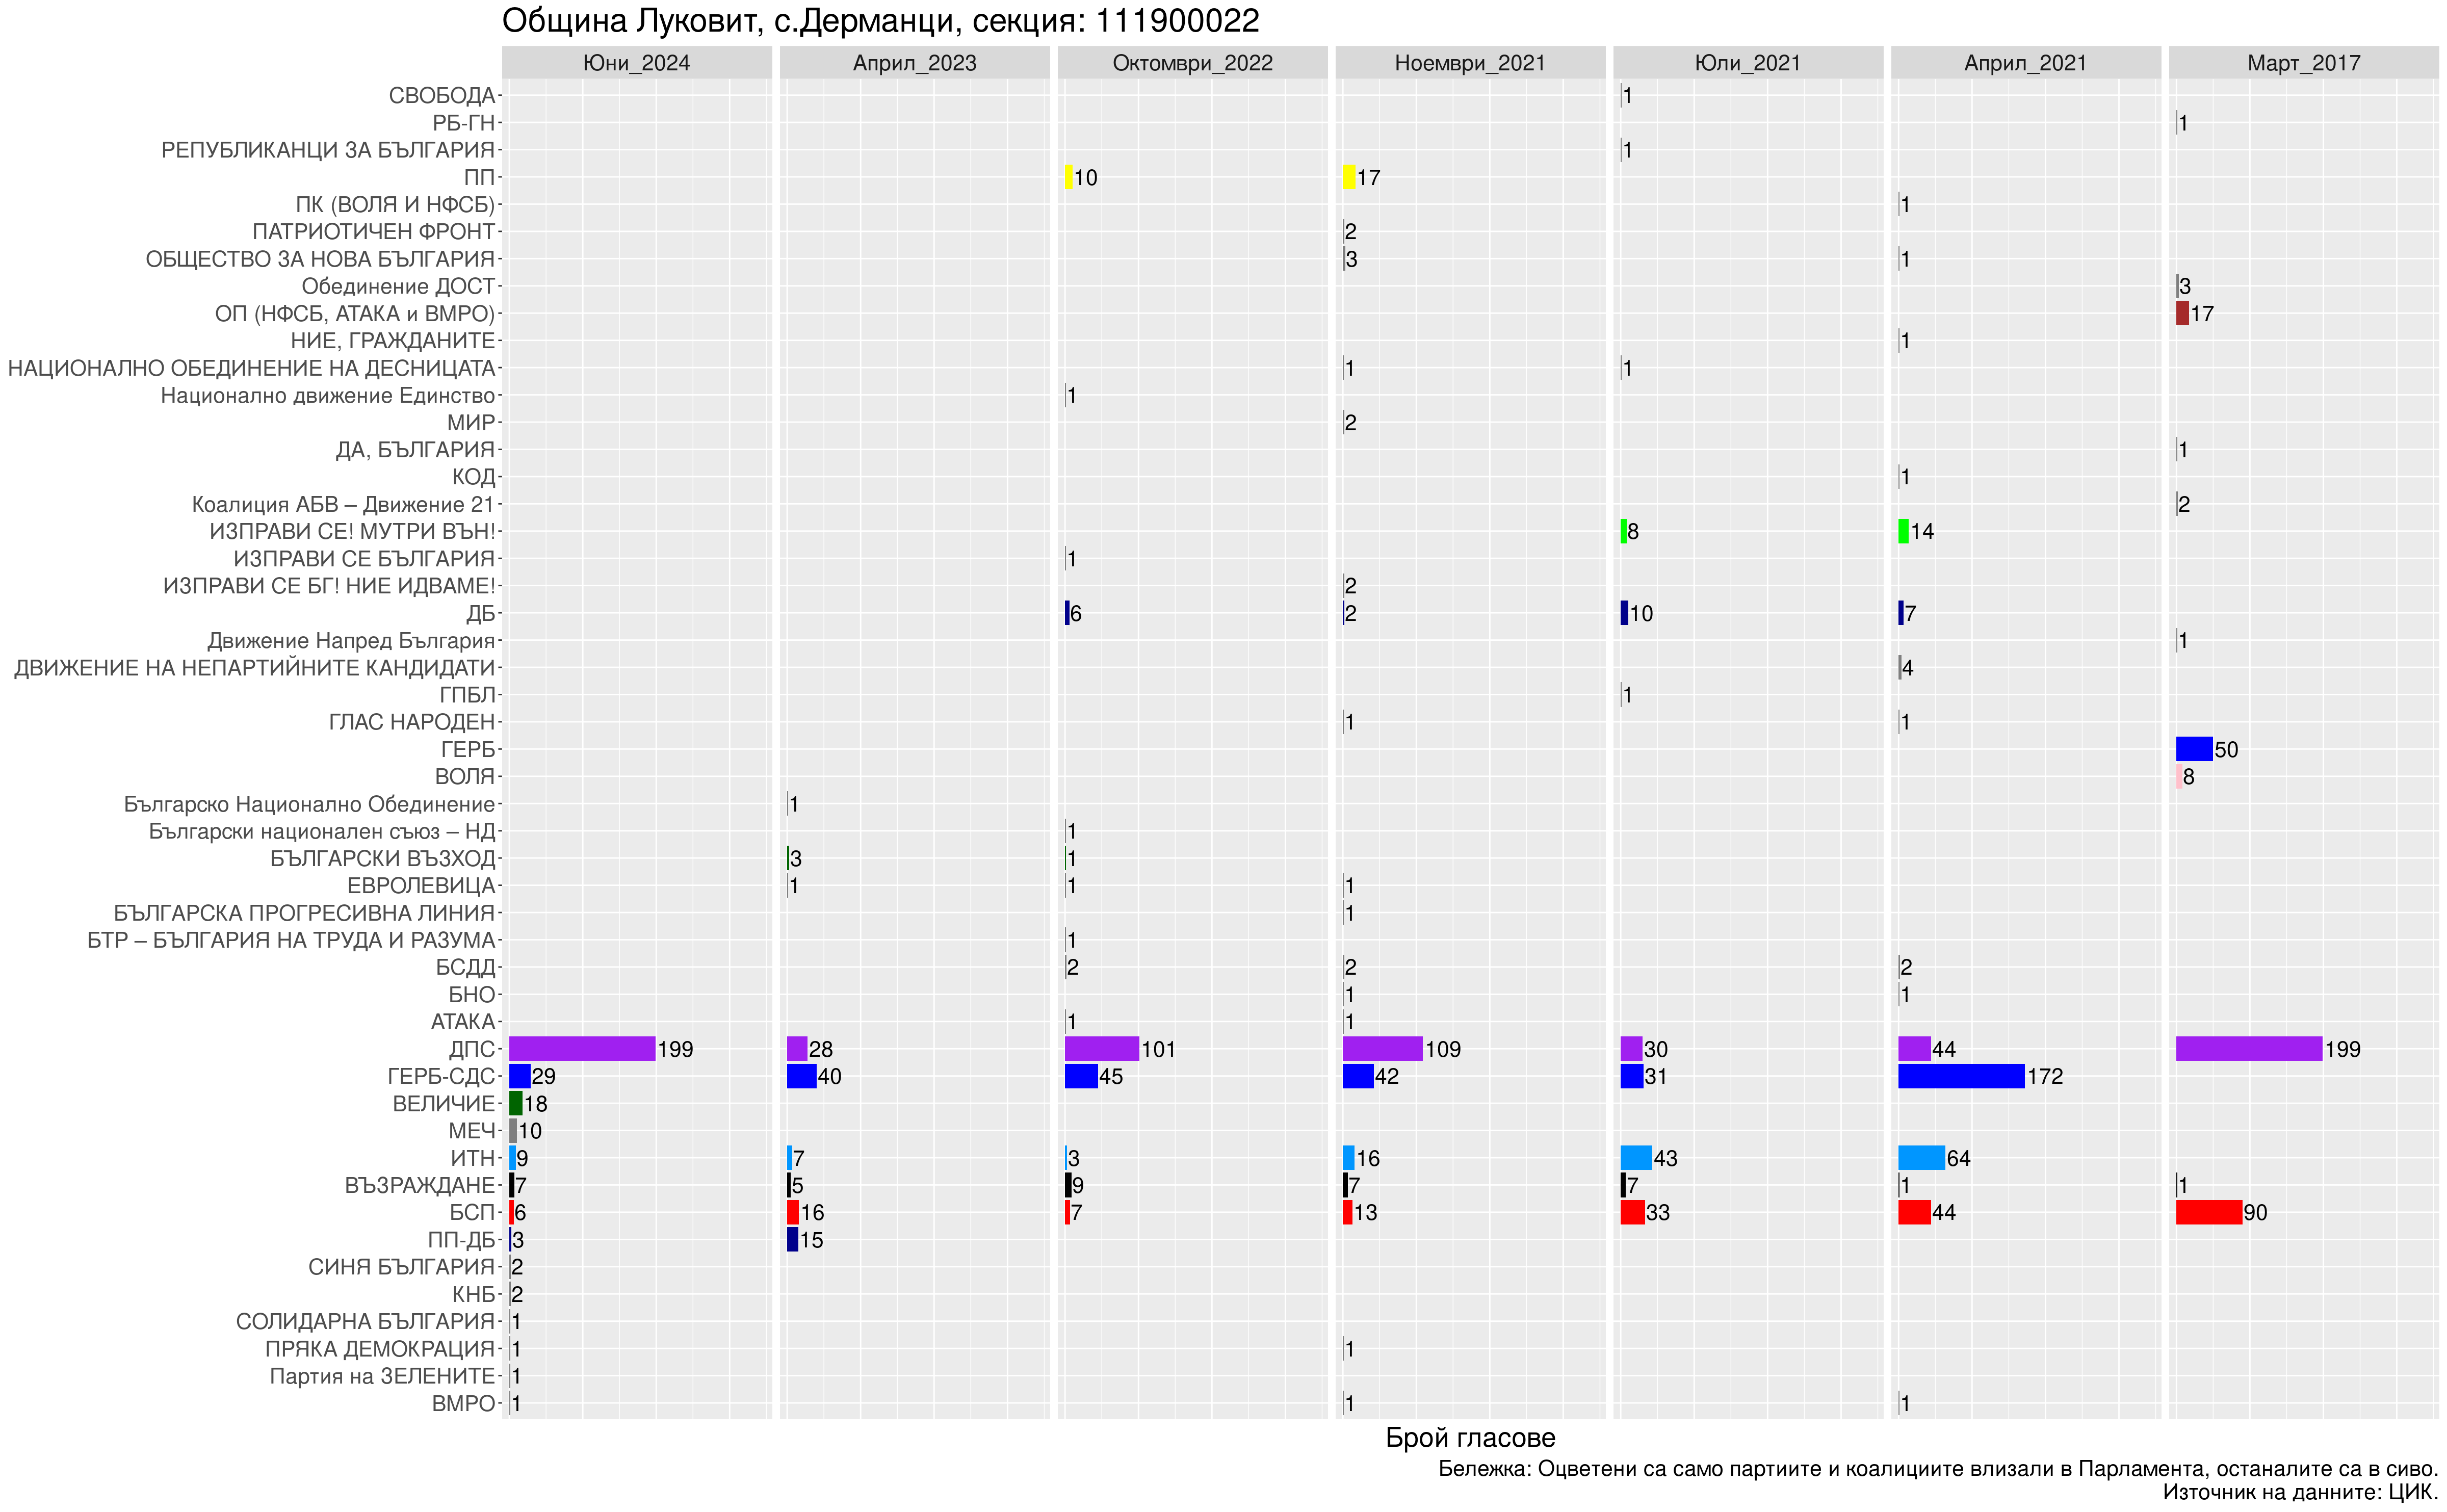 Община Луковит, с.Дерманци, секция: 111900022
Юни_2024 Април_2023 Октомври_2022 Ноември_2021 Юли_2021 Април_2021 Март_2017
СВОБОДА 1
РБ-ГН 1
РЕПУБЛИКАНЦИ ЗА БЪЛГАРИЯ 1
ПП 10 17
ПК (ВОЛЯ И НФСБ) 1
ПАТРИОТИЧЕН ФРОНТ 2
ОБЩЕСТВО ЗА НОВА БЪЛГАРИЯ 3 1
Обединение ДОСТ 3
ОП (НФСБ, АТАКА и ВМРО) 17
НИЕ, ГРАЖДАНИТЕ 1
НАЦИОНАЛНО ОБЕДИНЕНИЕ НА ДЕСНИЦАТА 1 1
Национално движение Единство 1
МИР 2
ДА, БЪЛГАРИЯ 1
КОД 1
Коалиция АБВ – Движение 21 2
ИЗПРАВИ СЕ! МУТРИ ВЪН! 8 14
ИЗПРАВИ СЕ БЪЛГАРИЯ 1
ИЗПРАВИ СЕ БГ! НИЕ ИДВАМЕ! 2
ДБ 6 2 10 7
Движение Напред България 1
ДВИЖЕНИЕ НА НЕПАРТИЙНИТЕ КАНДИДАТИ 4
ГПБЛ 1
ГЛАС НАРОДЕН 1 1
ГЕРБ 50
ВОЛЯ 8
Българско Национално Обединение 1
Български национален съюз – НД 1
БЪЛГАРСКИ ВЪЗХОД 3 1
ЕВРОЛЕВИЦА 1 1 1
БЪЛГАРСКА ПРОГРЕСИВНА ЛИНИЯ 1
БТР – БЪЛГАРИЯ НА ТРУДА И РАЗУМА 1
БСДД 2 2 2
БНО 1 1
АТАКА 1 1
ДПС 199 28 101 109 30 44 199
ГЕРБ-СДС 29 40 45 42 31 172
ВЕЛИЧИЕ 18
МЕЧ 10
ИТН 9 7 3 16 43 64
ВЪЗРАЖДАНЕ 7 5 9 7 7 1 1
БСП 6 16 7 13 33 44 90
ПП-ДБ 3 15
СИНЯ БЪЛГАРИЯ 2
КНБ 2
СОЛИДАРНА БЪЛГАРИЯ 1
ПРЯКА ДЕМОКРАЦИЯ 1 1
Партия на ЗЕЛЕНИТЕ 1
ВМРО 1 1 1
Брой гласове
Бележка: Оцветени са само партиите и коалициите влизали в Парламента, останалите са в сиво.
Източник на данните: ЦИК.